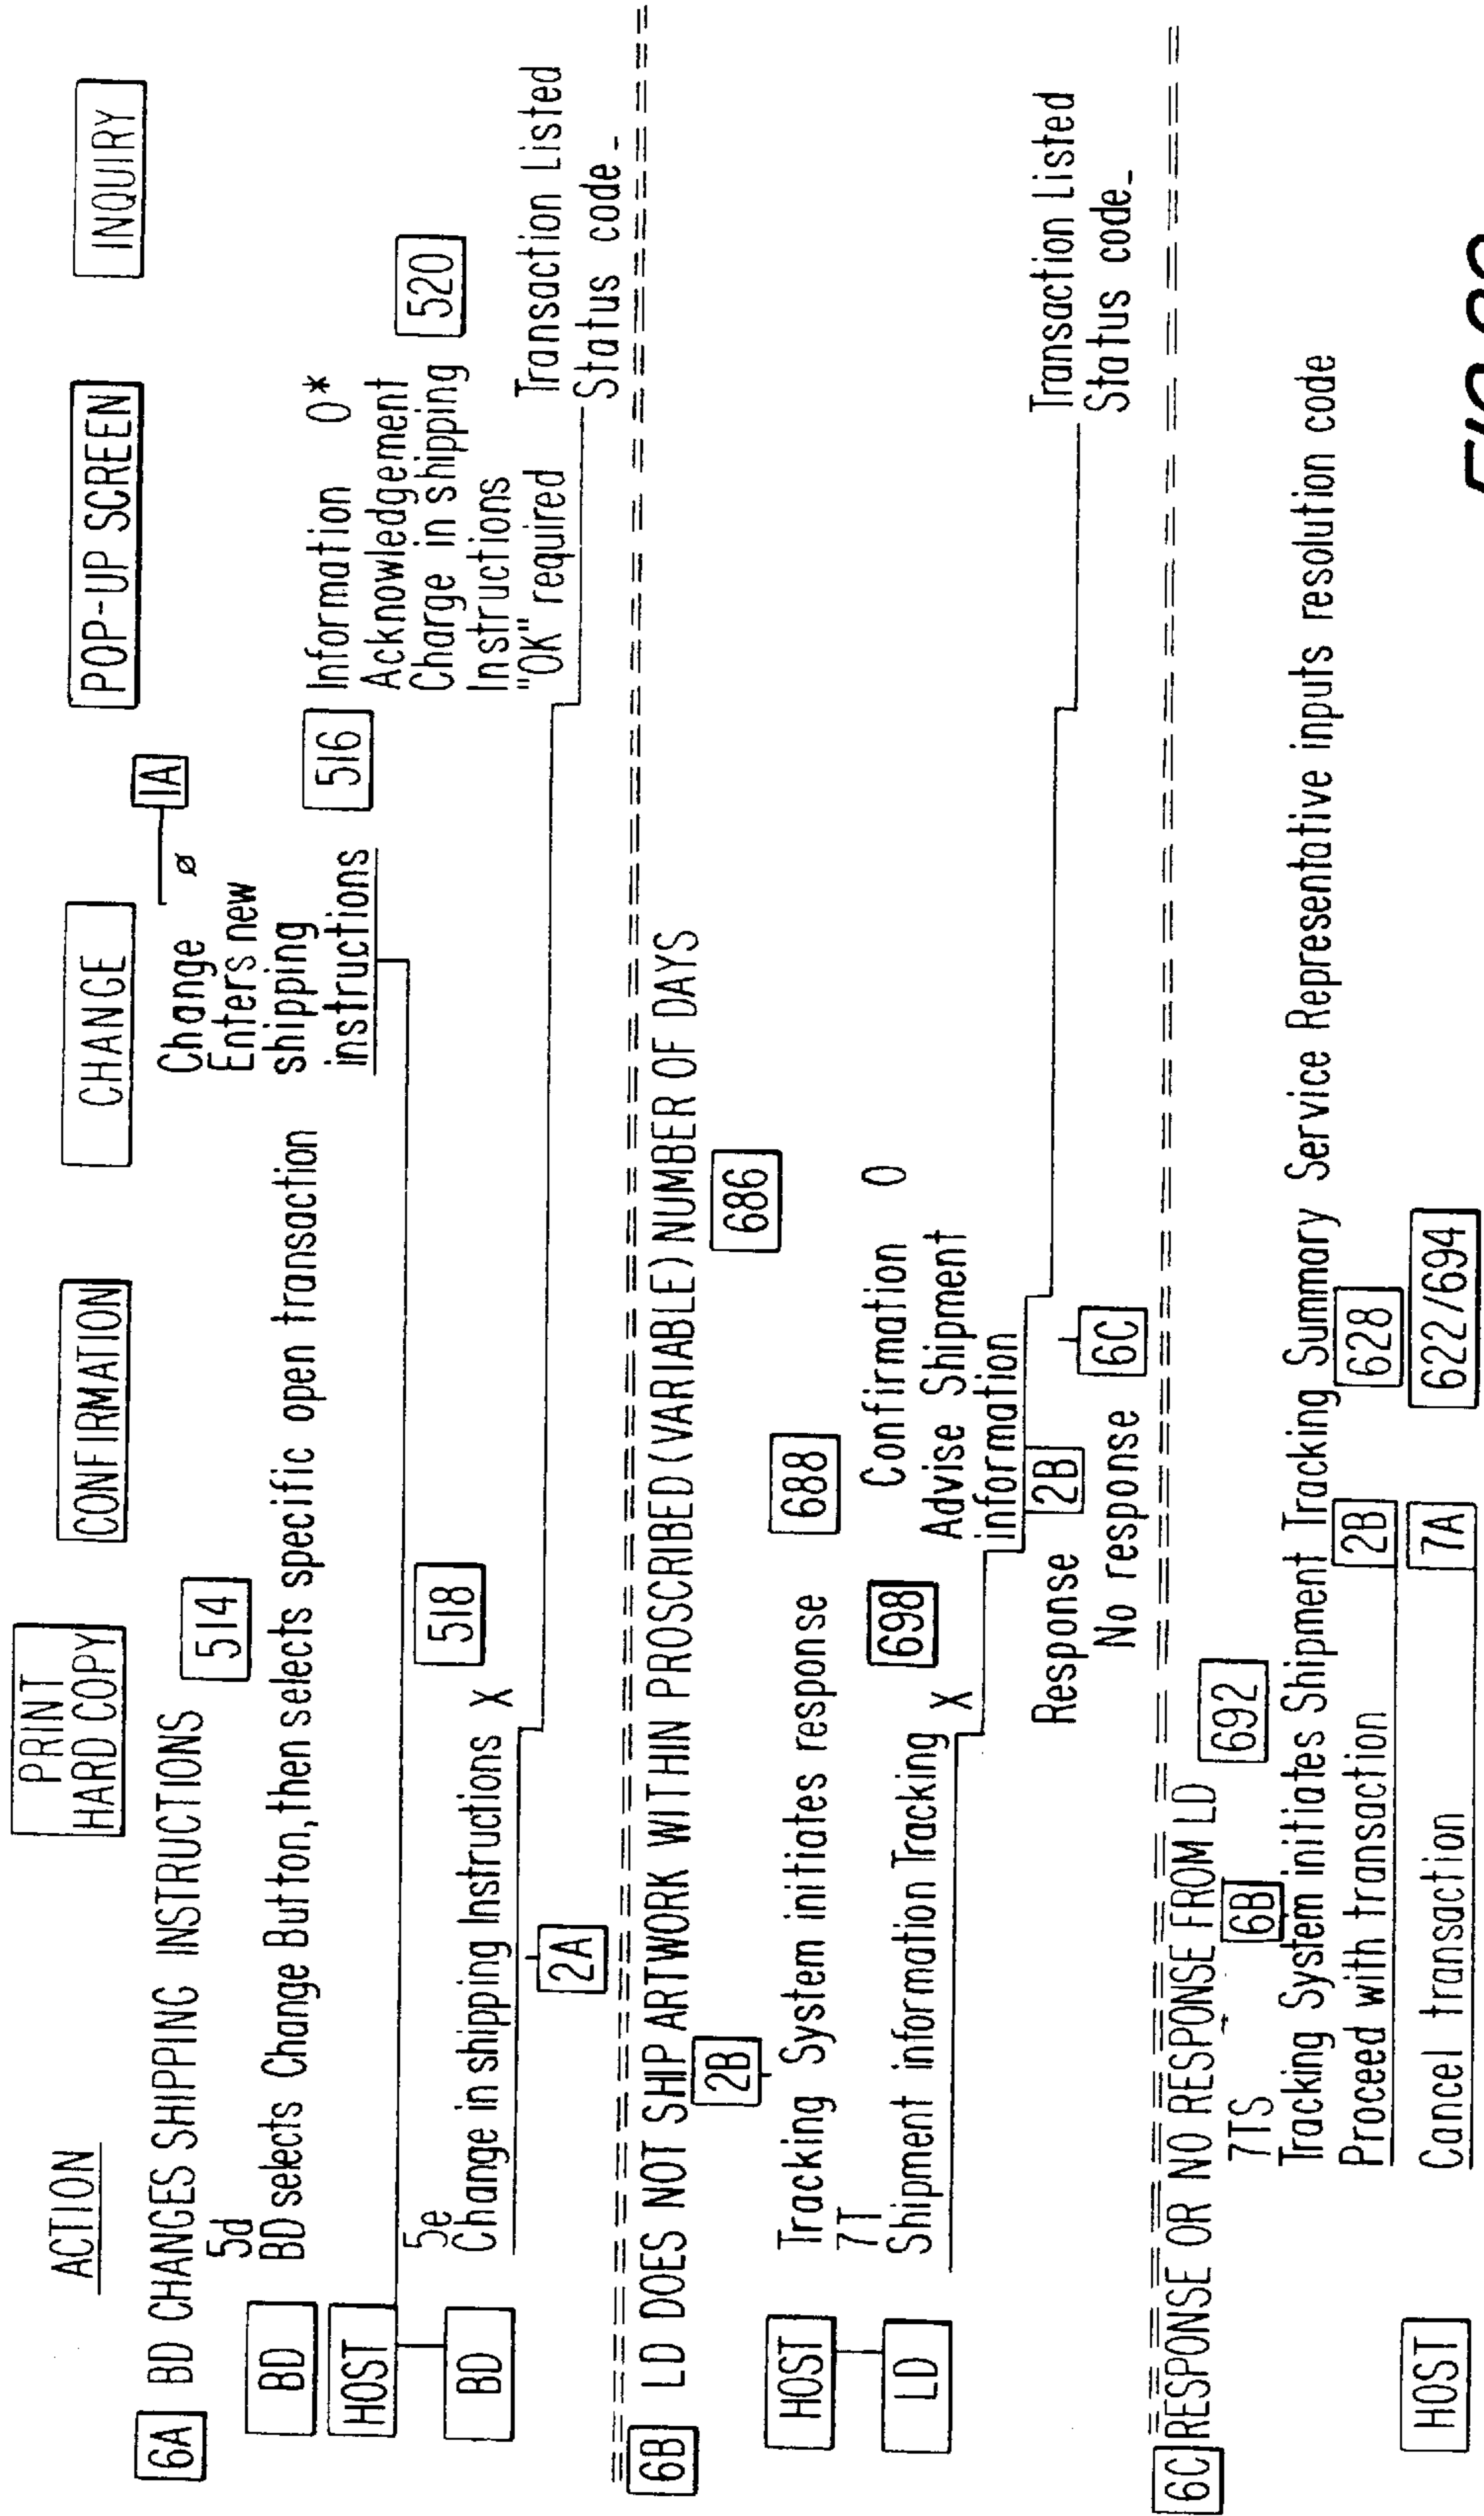 ACTION
PRINT
HARD COPY
CONFIRMATION
CHANGE
POP-UP SCREEN
INQUIRY
6A BD CHANGES SHIPPING INSTRUCTIONS
514
Change ø 1A
Enters new
shipping
instructions
5d
BD BD selects Change Button, then selects specific open transaction
516
HOST
Information 0*
Acknowledgement
Charge in shipping 520
Instructions
"OK" required
518
5e
BD Change in shipping Instructions X
2A
Transaction Listed
Status code_
6B LD DOES NOT SHIP ARTWORK WITHIN PROSCRIBED (VARIABLE) NUMBER OF DAYS
2B
686
HOST Tracking System initiates response 688
7T
LD Shipment information Tracking X 698
Confirmation 0
Advise Shipment
information
Response 2B
No response 6C
Transaction Listed
Status code_
6C RESPONSE OR NO RESPONSE FROM LD
692
7TS 6B
Tracking System initiates Shipment Tracking Summary Service Representative inputs resolution code
Proceed with transaction 2B 628
HOST Cancel transaction 7A 622/694